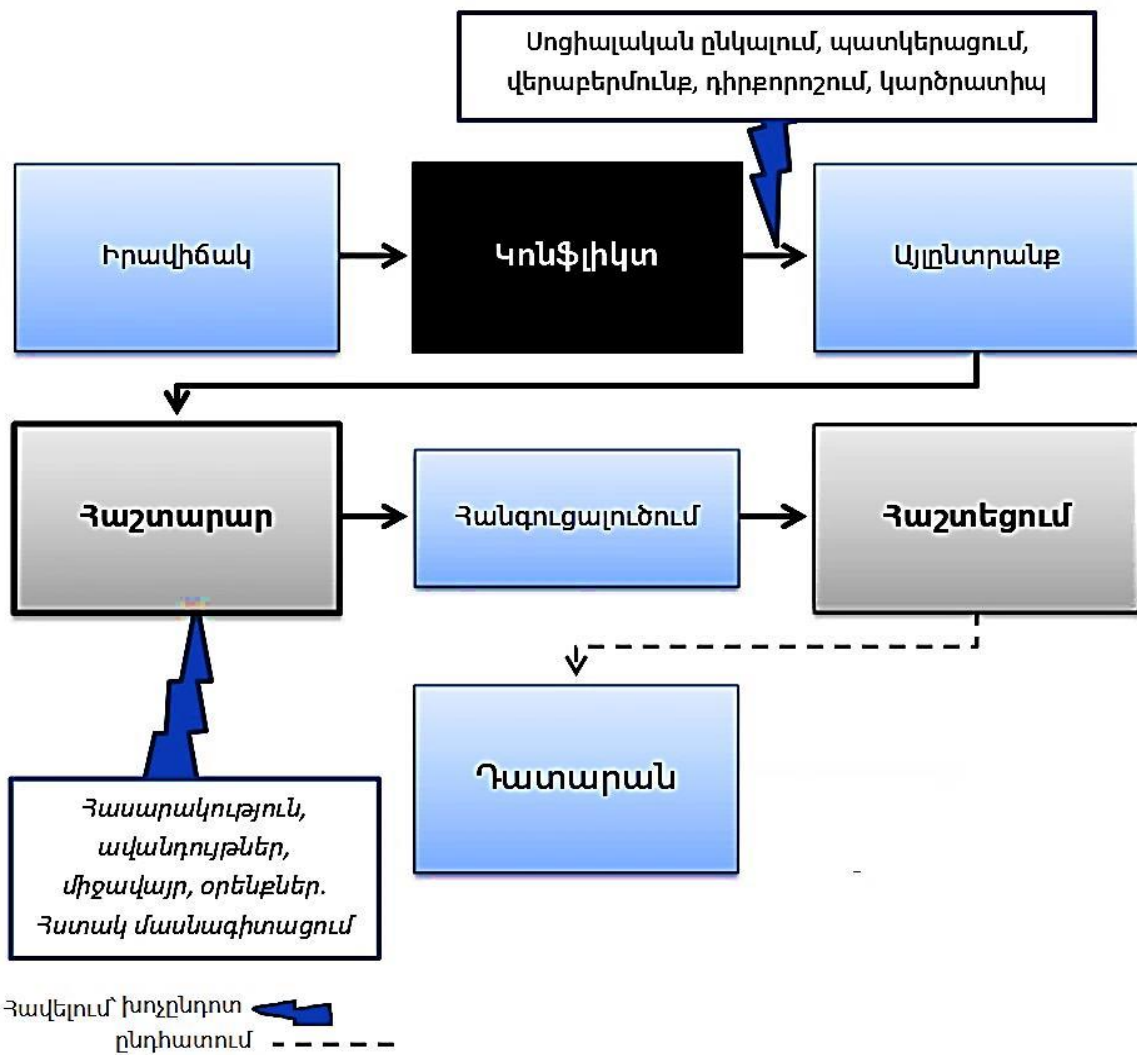 Սոցիալական ընկալում, պատկերացում,
վերաբերմունք, դիրքորոշում, կարծրատիպ
Իրավիճակ
Կոնֆլիկտ
Այլընտրանք
Հաշտարար
Հանգուցալուծում
Հաշտեցում
Դատարան
Հասարակություն,
ավանդույթներ,
միջավայր, օրենքներ.
Հստակ մասնագիտացում
Հավելում՝ խոչընդոտ
ընդհատում